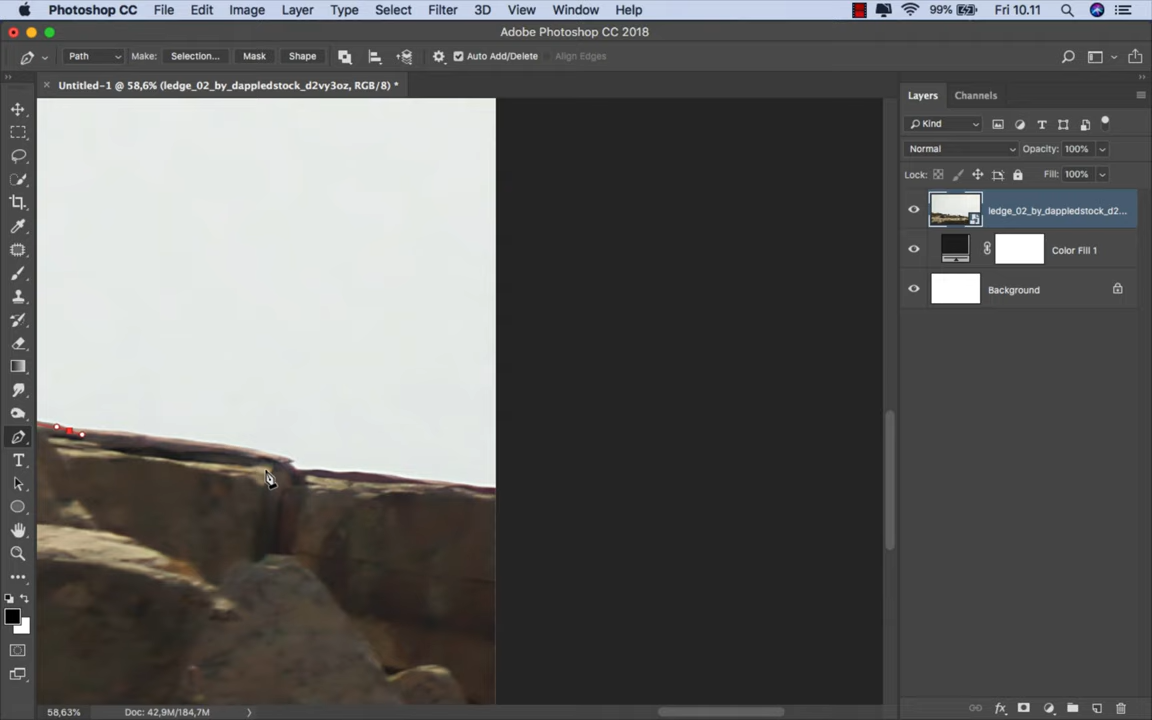 Photoshop CC File Edit Image Layer Type Select Filter 3D View Window Help 99% Fri 10.11
Adobe Photoshop CC 2018
Path Make: Selection... Mask Shape Auto Add/Delete Align Edges
Untitled-1 @ 58,6% (ledge_02_by_dappledstock_d2vy3oz, RGB/8) *
Layers Channels
Kind
Normal Opacity: 100%
Lock: Fill: 100%
ledge_02_by_dappledstock_d2...
Color Fill 1
Background
58,63% Doc: 42,9M/184,7M